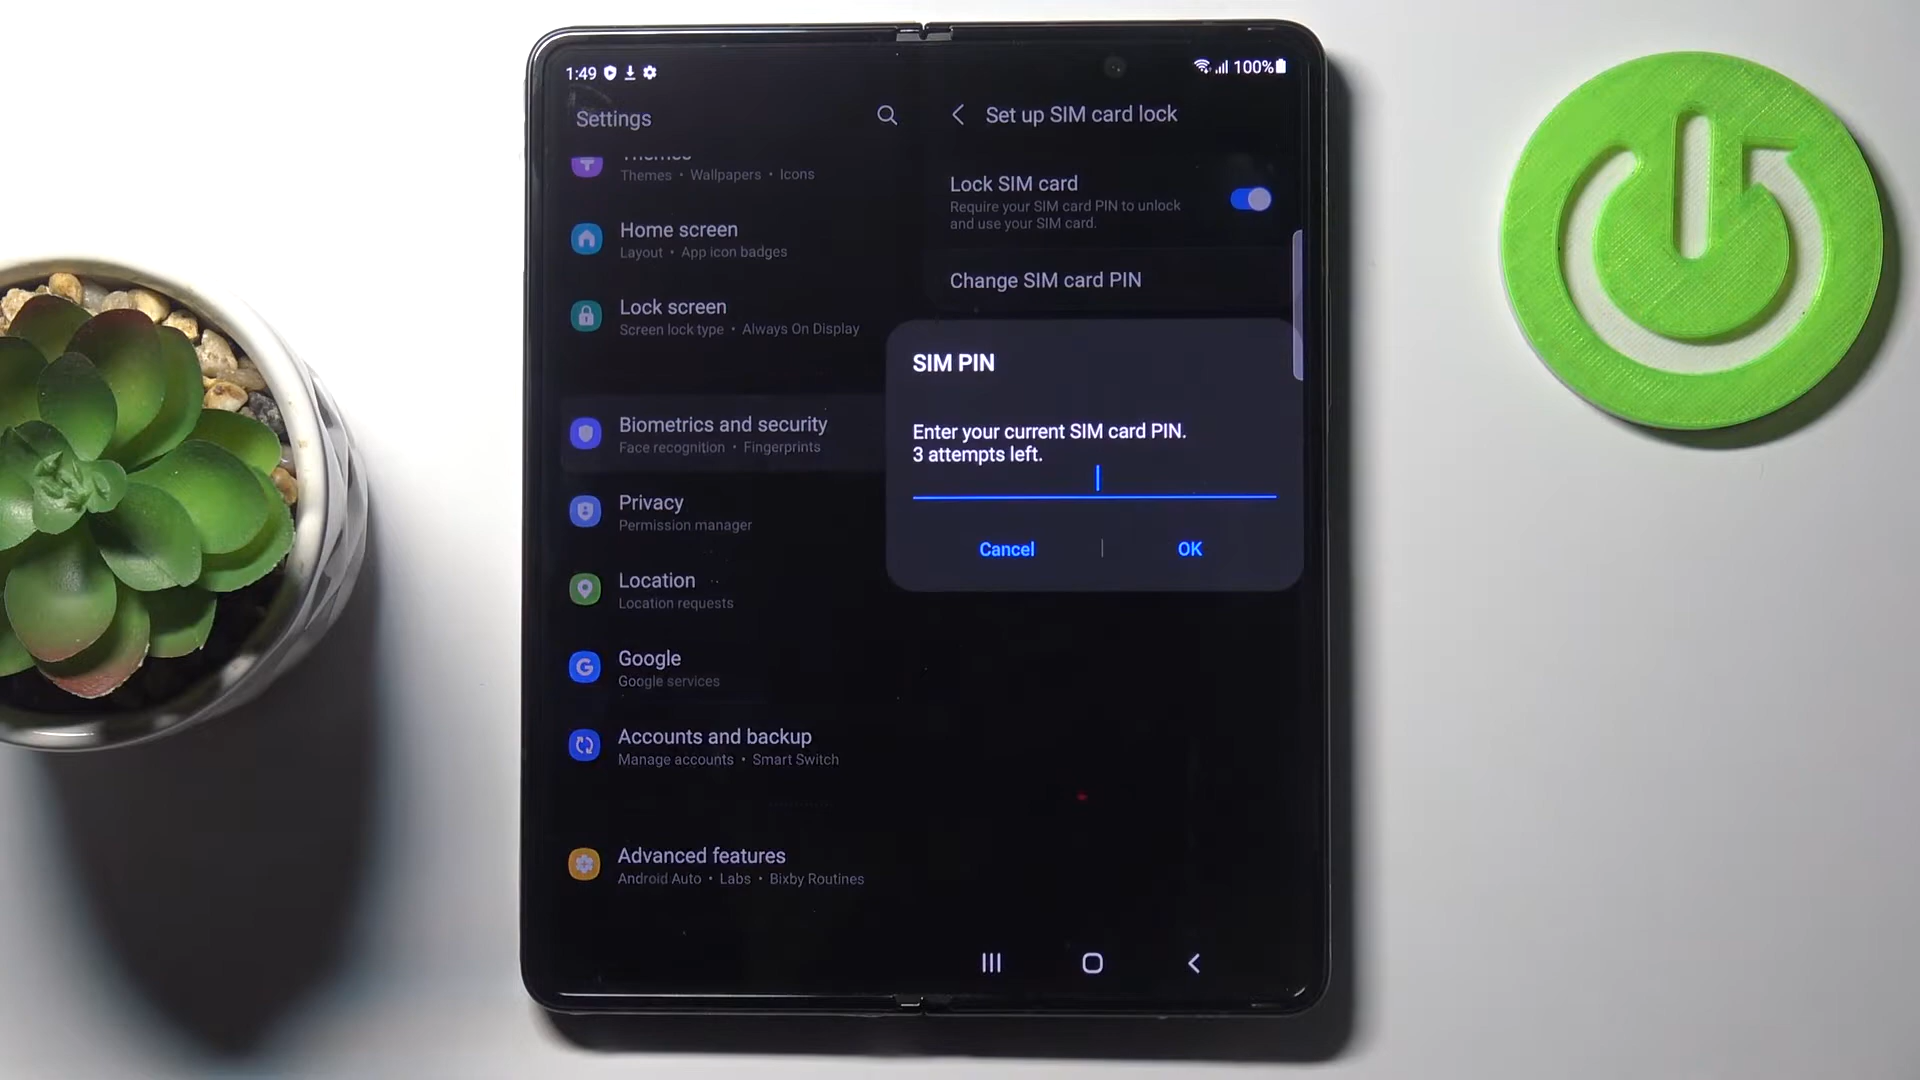 1:49
100%
Settings
Themes
Themes • Wallpapers • Icons
Home screen
Layout • App icon badges
Lock screen
Screen lock type • Always On Display
Biometrics and security
Face recognition • Fingerprints
Privacy
Permission manager
Location
Location requests
Google
Google services
Accounts and backup
Manage accounts • Smart Switch
Advanced features
Android Auto • Labs • Bixby Routines
Set up SIM card lock
Lock SIM card
Require your SIM card PIN to unlock
and use your SIM card.
Change SIM card PIN
SIM PIN
Enter your current SIM card PIN.
3 attempts left.
Cancel | OK